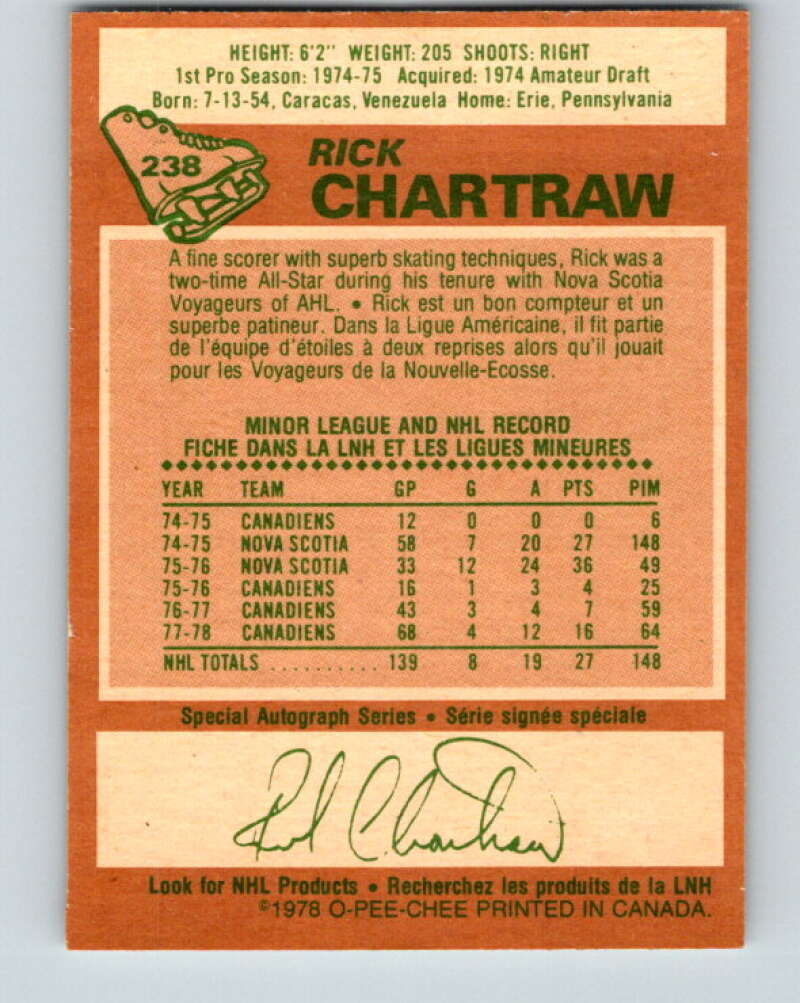 HEIGHT: 6'2" WEIGHT: 205 SHOOTS: RIGHT
1st Pro Season: 1974-75 Acquired: 1974 Amateur Draft
Born: 7-13-54, Caracas, Venezuela Home: Erie, Pennsylvania
238
RICK
CHARTRAW
A fine scorer with superb skating techniques, Rick was a
two-time All-Star during his tenure with Nova Scotia
Voyageurs of AHL. • Rick est un bon compteur et un
superbe patineur. Dans la Ligue Américaine, il fit partie
de l'équipe d'étoiles à deux reprises alors qu'il jouait
pour les Voyageurs de la Nouvelle-Ecosse.
MINOR LEAGUE AND NHL RECORD
FICHE DANS LA LNH ET LES LIGUES MINEURES
YEAR TEAM GP G A PTS PIM
74-75 CANADIENS 12 0 0 0 6
74-75 NOVA SCOTIA 58 7 20 27 148
75-76 NOVA SCOTIA 33 12 24 36 49
75-76 CANADIENS 16 1 3 4 25
76-77 CANADIENS 43 3 4 7 59
77-78 CANADIENS 68 4 12 16 64
NHL TOTALS .......... 139 8 19 27 148
Special Autograph Series • Série signée spéciale
Rick Chartraw
Look for NHL Products • Recherchez les produits de la LNH
©1978 O-PEE-CHEE PRINTED IN CANADA.